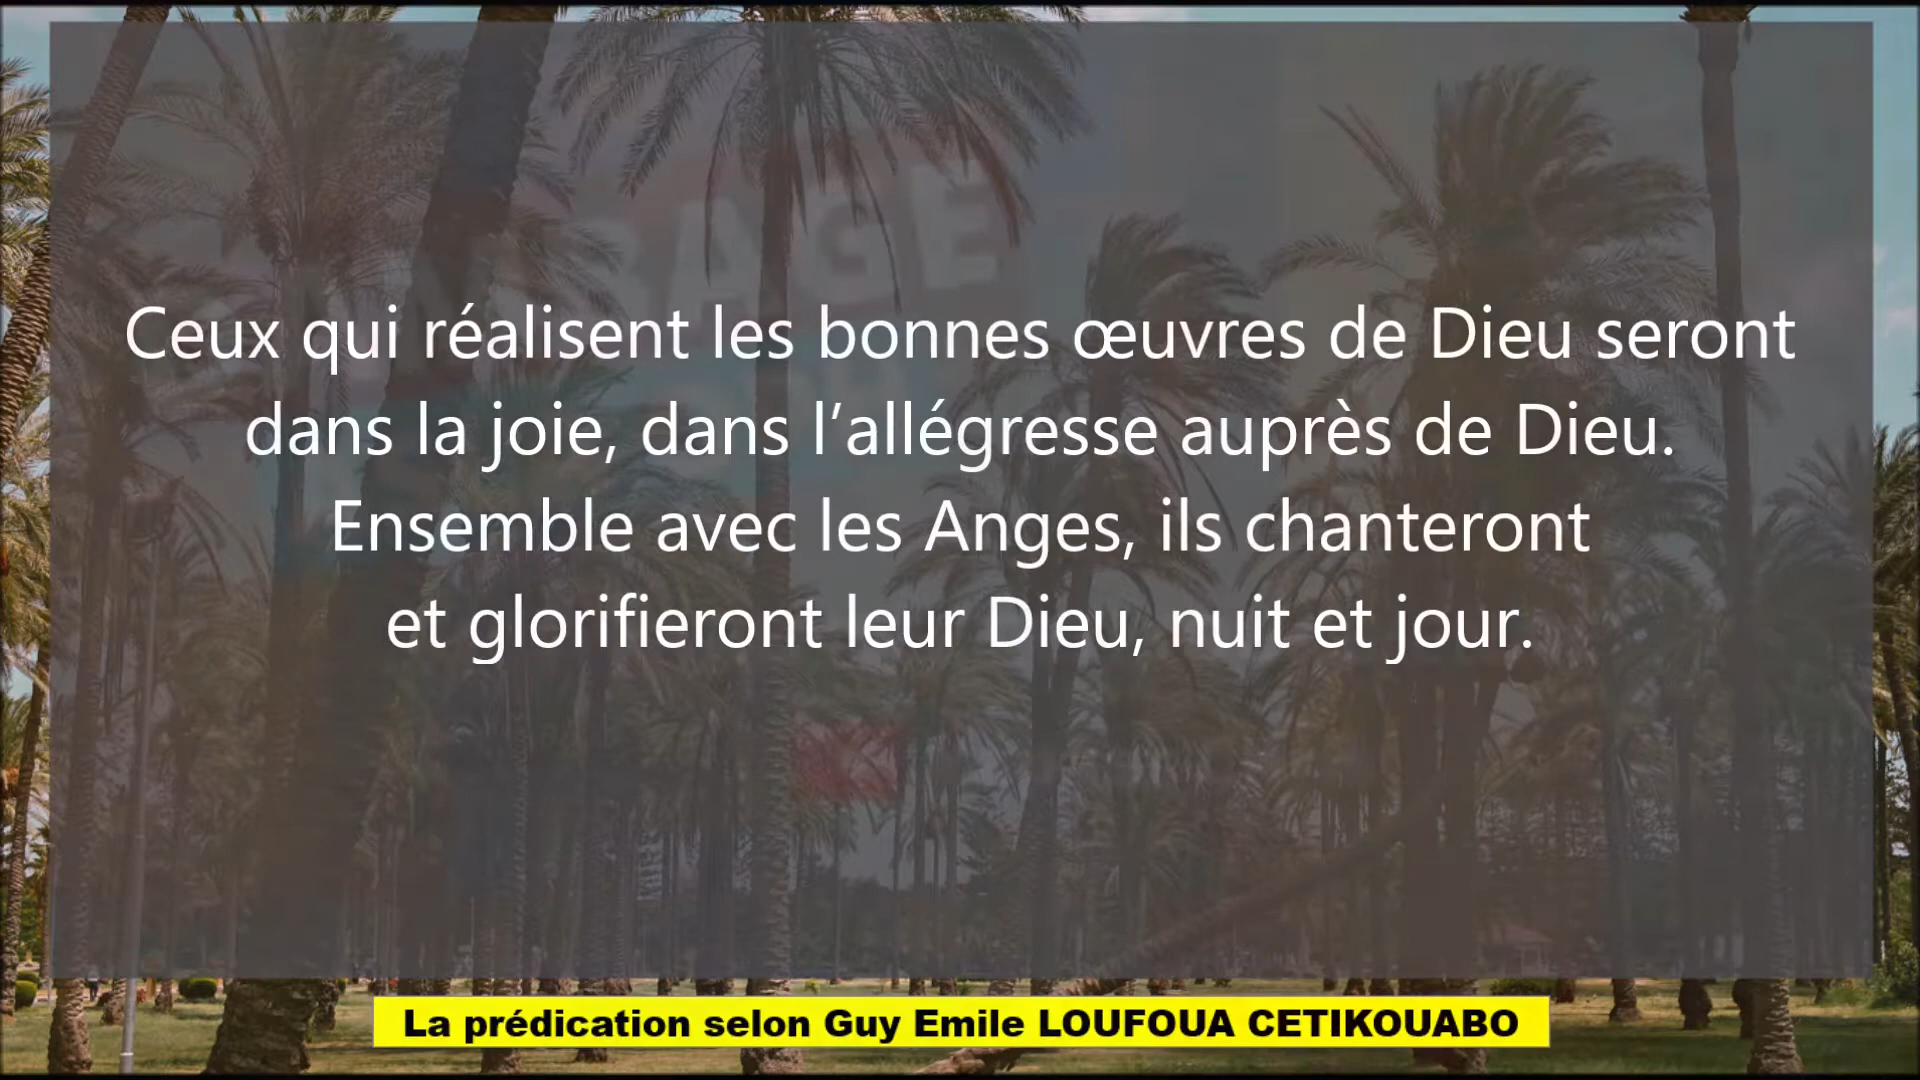 Ceux qui réalisent les bonnes œuvres de Dieu seront
dans la joie, dans l’allégresse auprès de Dieu.
Ensemble avec les Anges, ils chanteront
et glorifieront leur Dieu, nuit et jour.
La prédication selon Guy Emile LOUFOUA CETIKOUABO